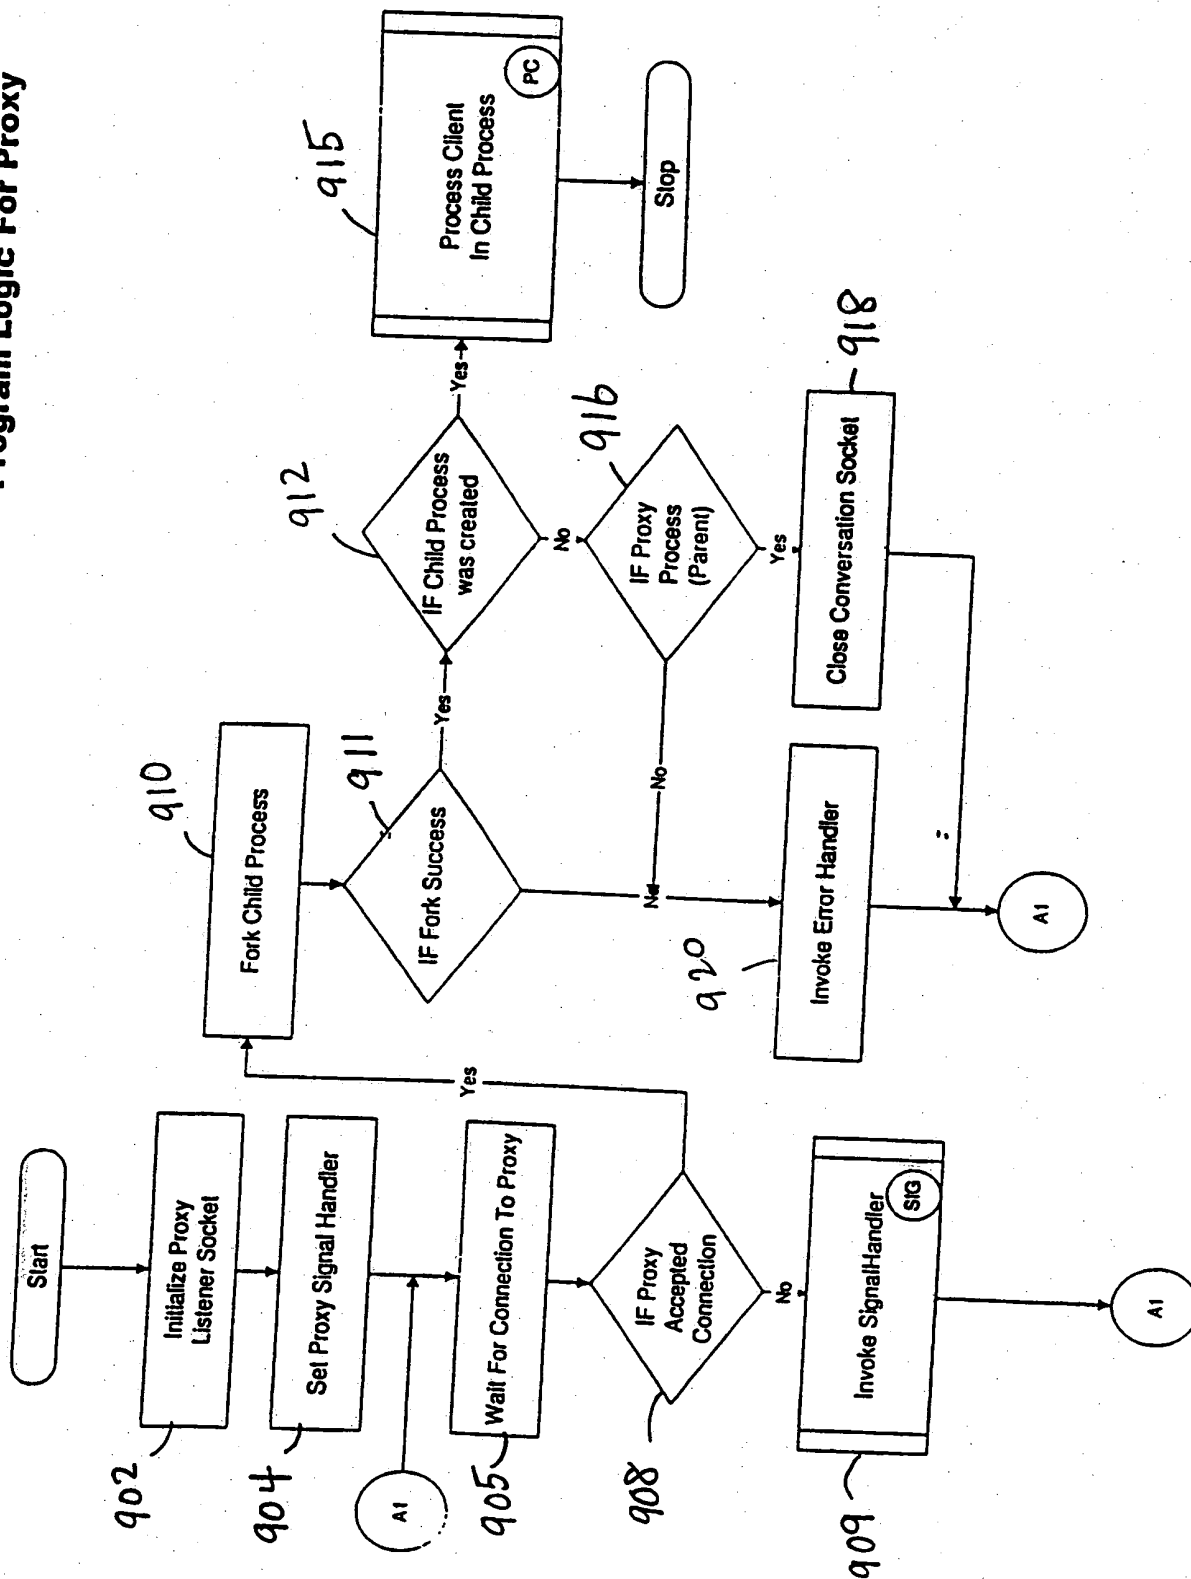 Program Logic For Proxy
Start
902
Initialize Proxy
Listener Socket
904
Set Proxy Signal Handler
A1
905
Wait For Connection To Proxy
908
IF Proxy
Accepted
Connection
Yes
No
909
Invoke SignalHandler
SIG
A1
910
Fork Child Process
911
IF Fork Success
Yes
No
912
IF Child Process
was created
Yes
No
915
Process Client
In Child Process
PC
Stop
916
IF Proxy
Process
(Parent)
No
Yes
918
Close Conversation Socket
920
Invoke Error Handler
A1